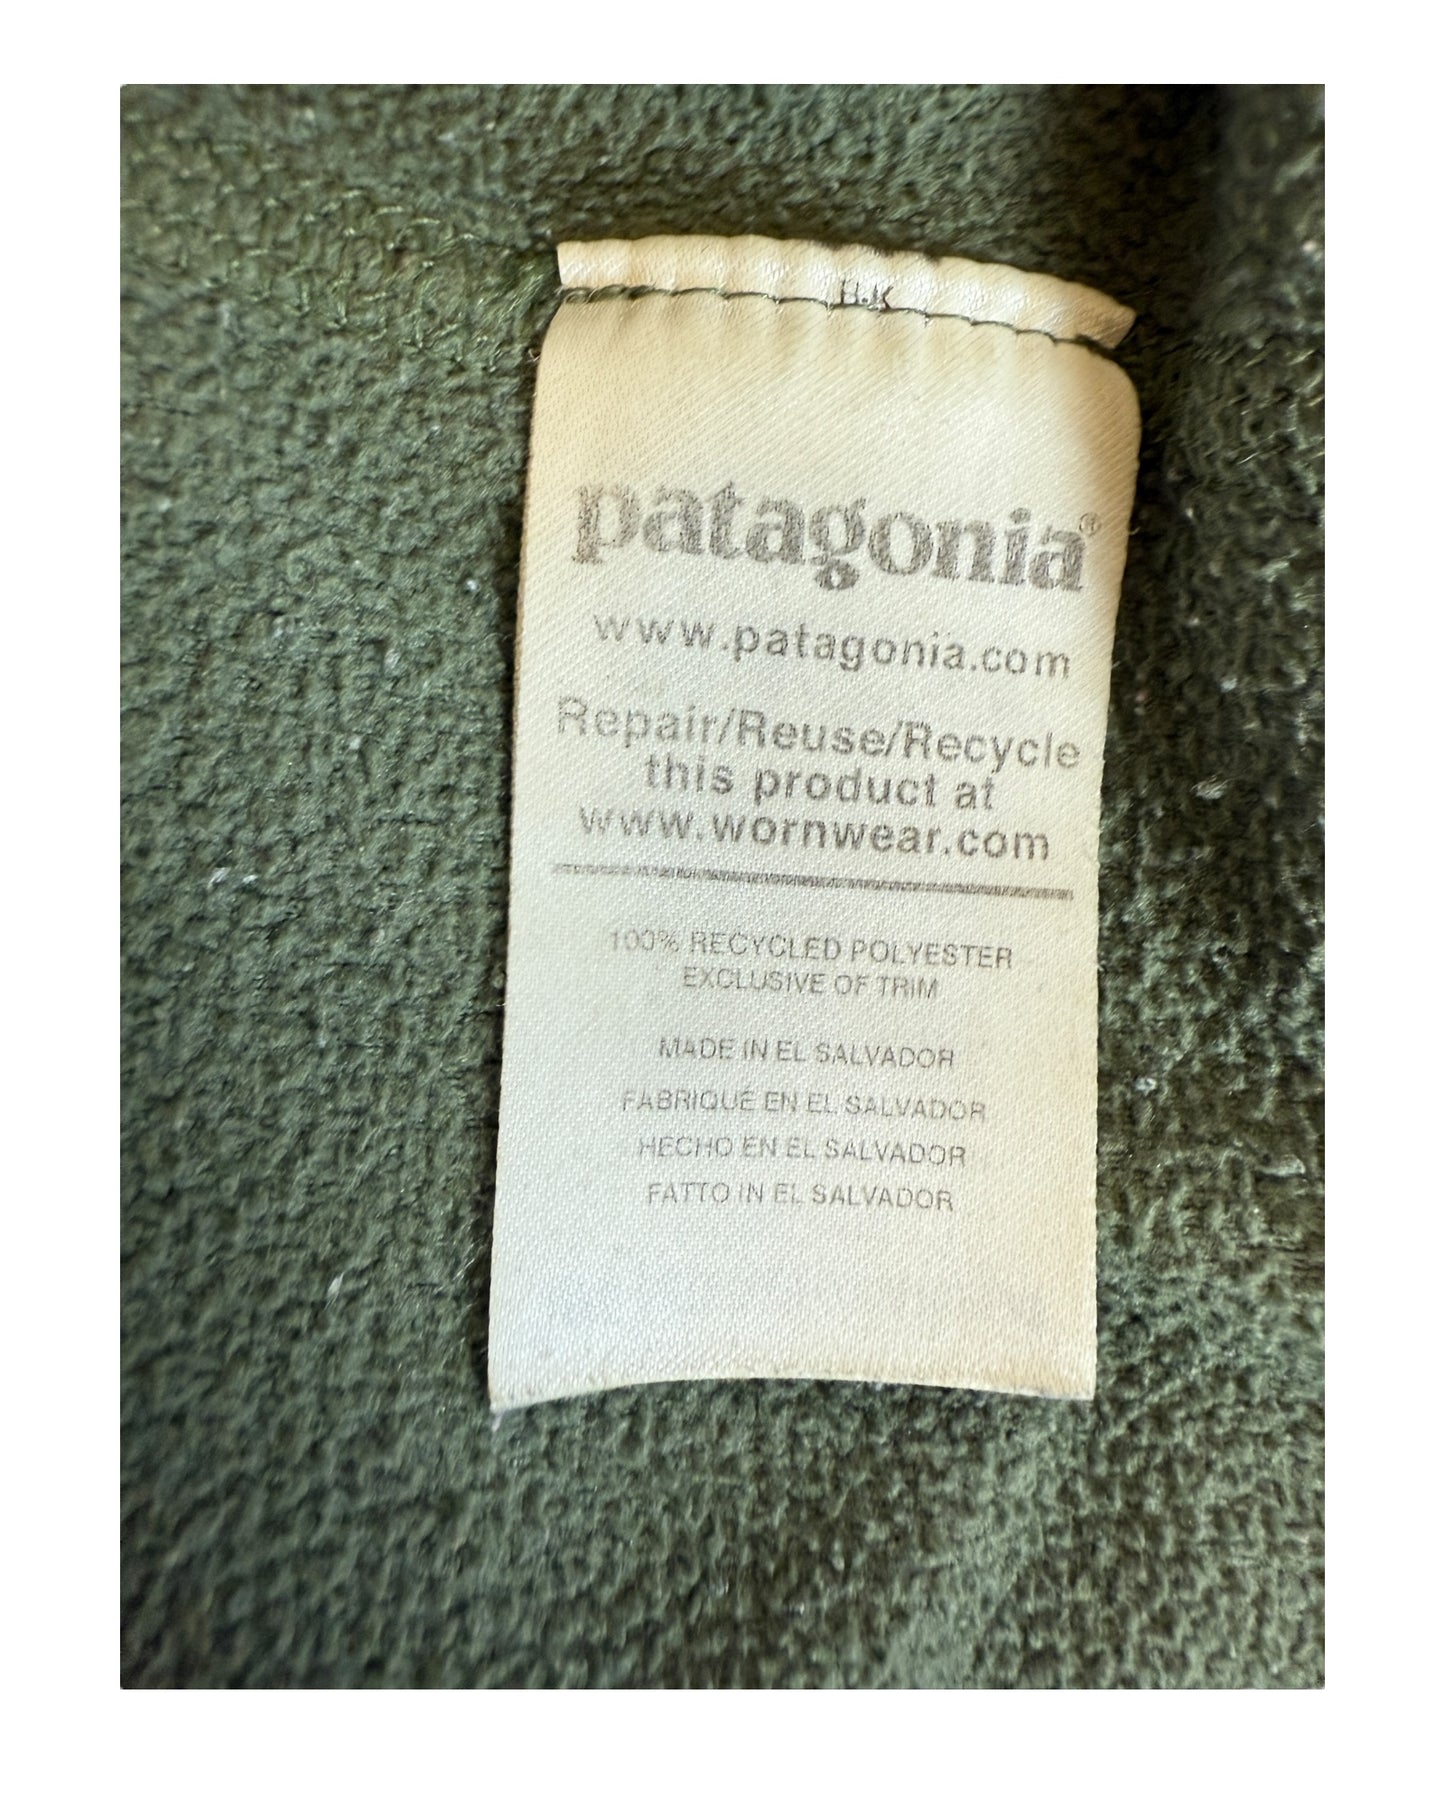 H.K
patagonia®
www.patagonia.com
Repair/Reuse/Recycle
this product at
www.wornwear.com
100% RECYCLED POLYESTER
EXCLUSIVE OF TRIM
MADE IN EL SALVADOR
FABRIQUÉ EN EL SALVADOR
HECHO EN EL SALVADOR
FATTO IN EL SALVADOR